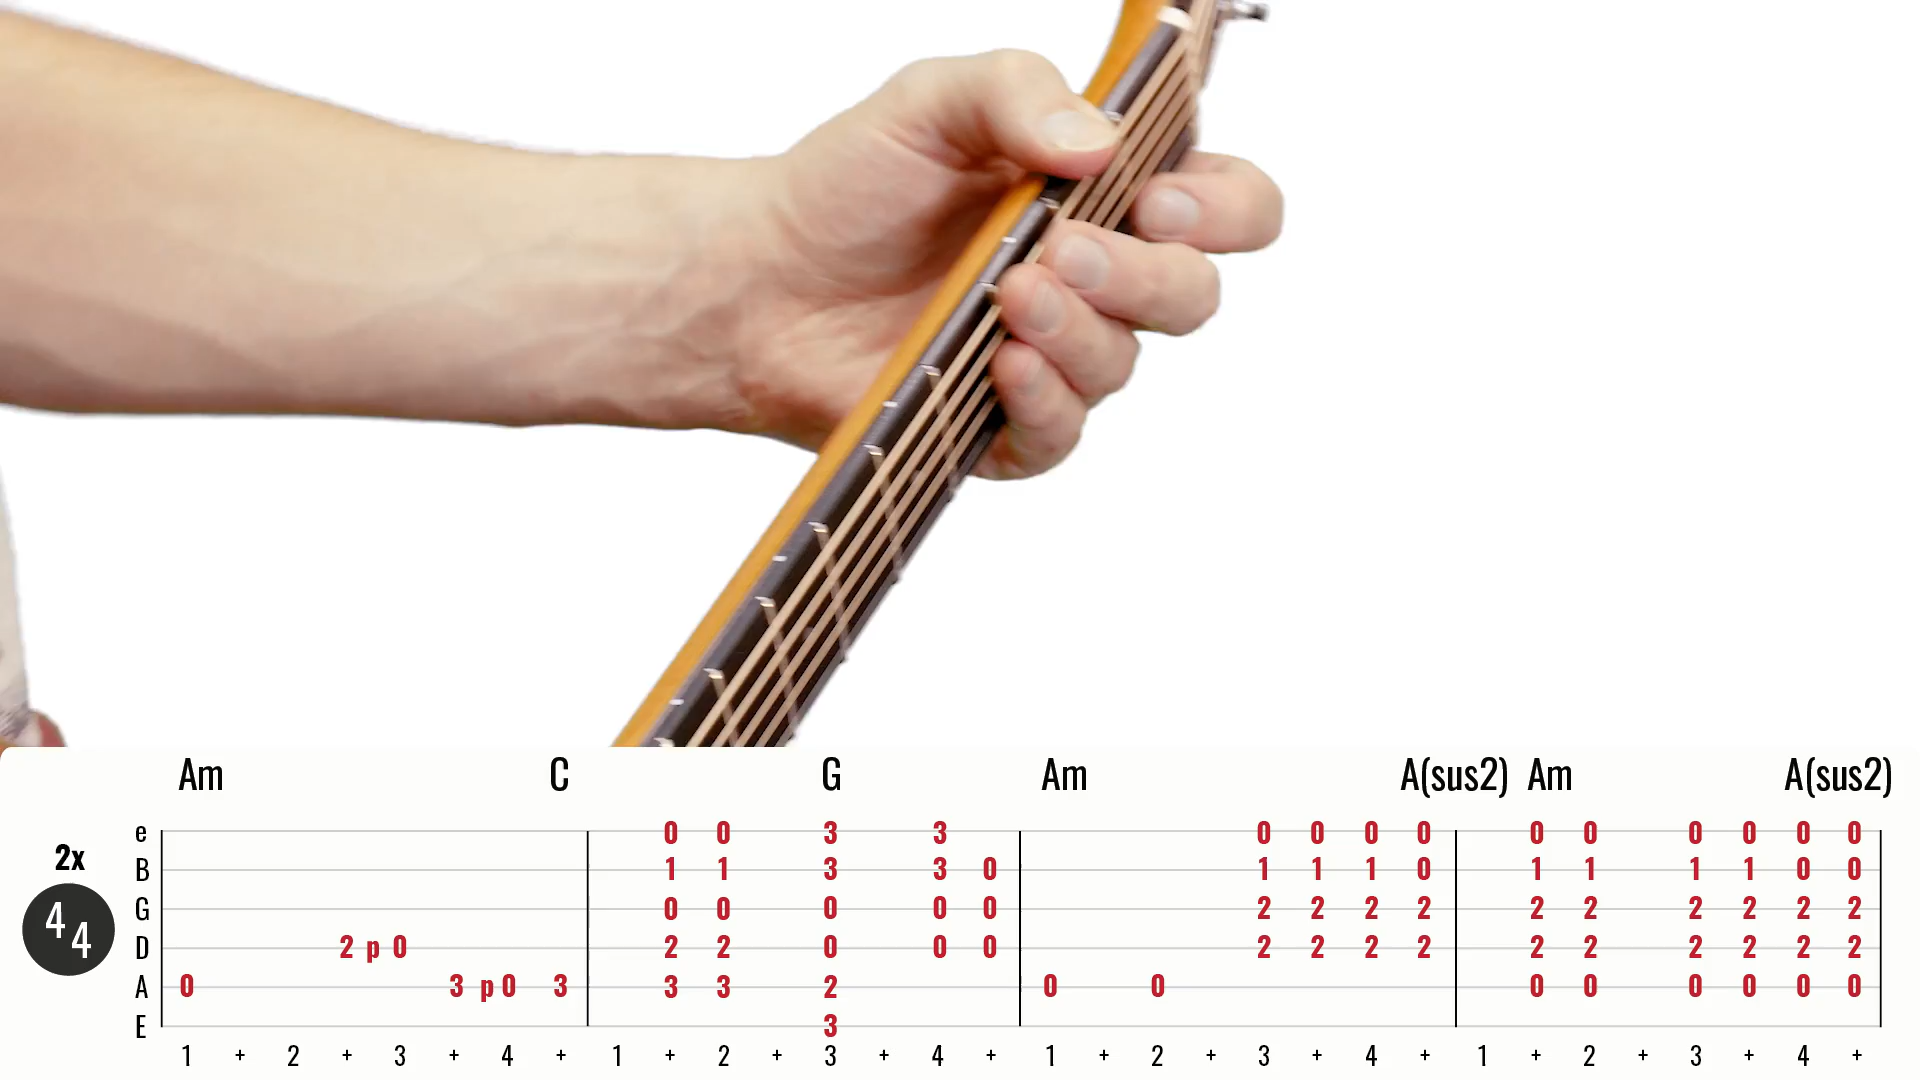 Am C G Am A(sus2) Am A(sus2)
e 0 0 3 3 0 0 0 0 0 0 0 0 0 0
2x B 1 1 3 3 0 1 1 1 0 1 1 1 1 0 0
4 4 G 0 0 0 0 0 2 2 2 2 2 2 2 2 2 2
D 2 p 0 2 2 0 0 0 2 2 2 2 2 2 2 2 2 2
A 0 3 p 0 3 3 3 2 0 0 0 0 0 0 0 0
E 3
1 + 2 + 3 + 4 + 1 + 2 + 3 + 4 + 1 + 2 + 3 + 4 + 1 + 2 + 3 + 4 +